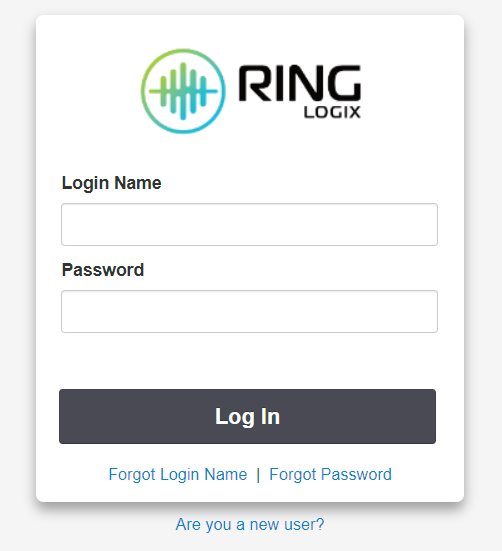 RING
LOGIX
Login Name
Password
Log In
Forgot Login Name | Forgot Password
Are you a new user?